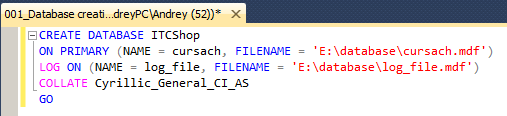 001_Database creati...dreyPC\Andrey (52))*
CREATE DATABASE ITCShop
ON PRIMARY (NAME = cursach, FILENAME = 'E:\database\cursach.mdf')
LOG ON (NAME = log_file, FILENAME = 'E:\database\log_file.mdf')
COLLATE Cyrillic_General_CI_AS
GO